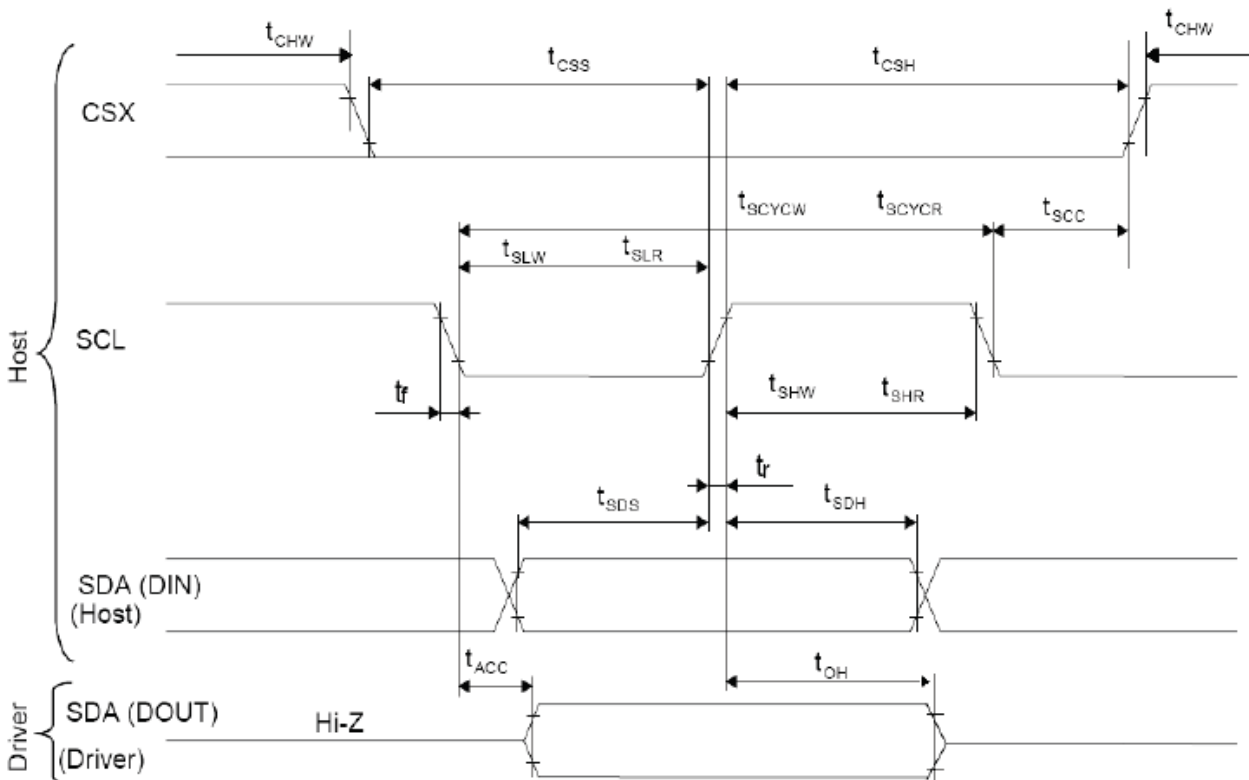 tCHW
tCHW
tCSS
tCSH
CSX
tSCYCW
tSCYCR
tSCC
tSLW
tSLR
Host
SCL
tf
tSHW
tSHR
tr
tSDS
tSDH
SDA (DIN)
(Host)
tACC
tOH
Driver
SDA (DOUT)
Hi-Z
(Driver)